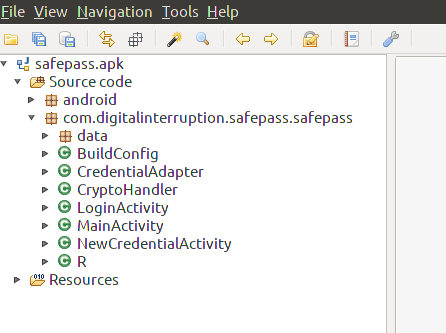 File View Navigation Tools Help
safepass.apk
Source code
android
com.digitalinterruption.safepass.safepass
data
BuildConfig
CredentialAdapter
CryptoHandler
LoginActivity
MainActivity
NewCredentialActivity
R
Resources